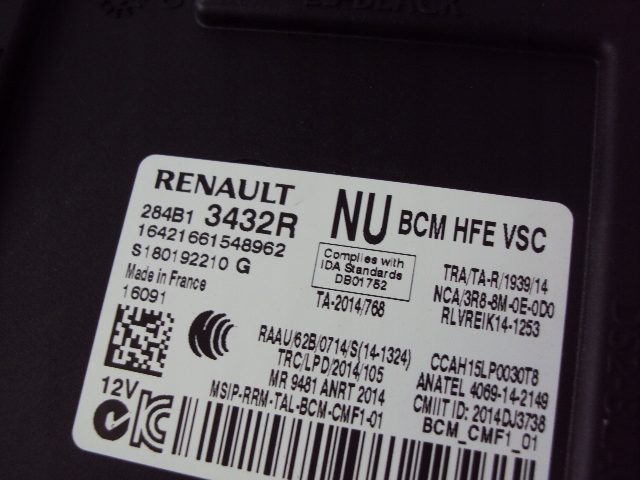 BLACK
RENAULT
284B1 3432R
16421661548962
S180192210 G
Made in France
16091
12V
NU BCM HFE VSC
Complies with
IDA Standards
DB01752
TA-2014/768
TRA/TA-R/1939/14
NCA/3R8-8M-0E-0D0
RLVREIK14-1253
RAAU/62B/0714/S(14-1324)
TRC/LPD/2014/105
MR 9481 ANRT 2014
MSIP-RRM-TAL-BCM-CMF1-01
CCAH15LP0030T8
ANATEL 4069-14-2149
CMIIT ID: 2014DJ3738
BCM_CMF1_01